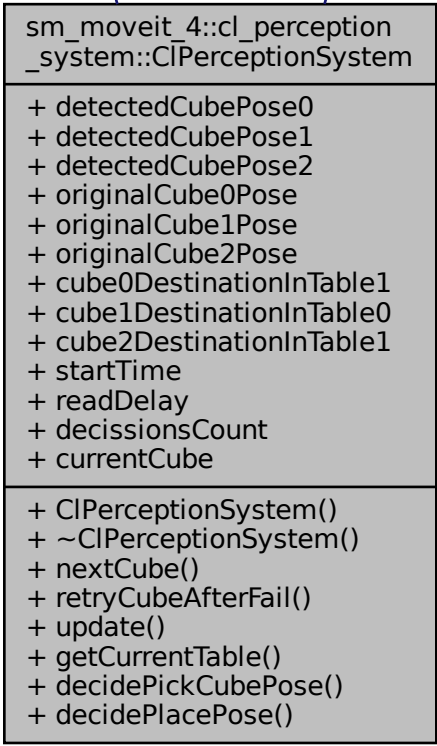 sm_moveit_4::cl_perception
_system::ClPerceptionSystem
+ detectedCubePose0
+ detectedCubePose1
+ detectedCubePose2
+ originalCube0Pose
+ originalCube1Pose
+ originalCube2Pose
+ cube0DestinationInTable1
+ cube1DestinationInTable0
+ cube2DestinationInTable1
+ startTime
+ readDelay
+ decissionsCount
+ currentCube
+ ClPerceptionSystem()
+ ~ClPerceptionSystem()
+ nextCube()
+ retryCubeAfterFail()
+ update()
+ getCurrentTable()
+ decidePickCubePose()
+ decidePlacePose()